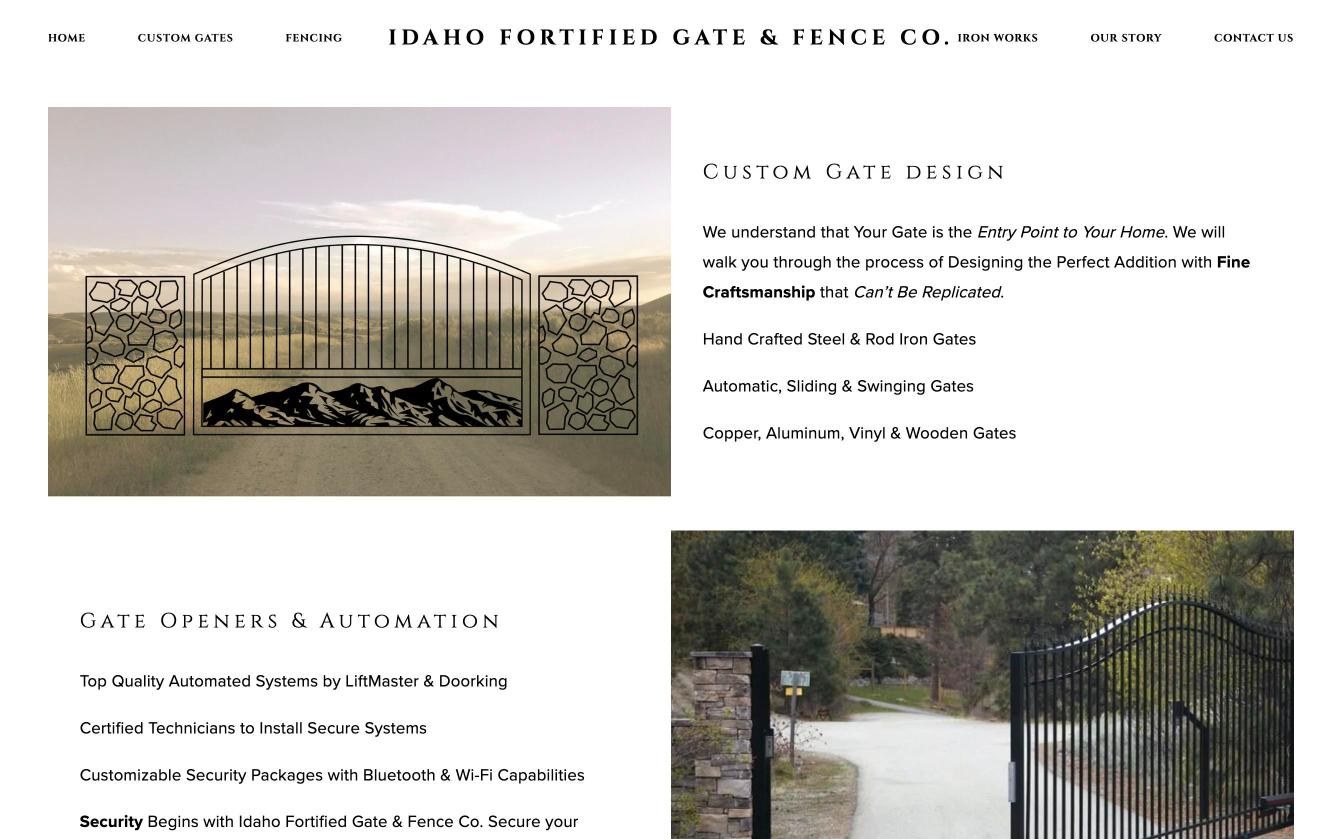 HOME
CUSTOM GATES
FENCING
IDAHO FORTIFIED GATE & FENCE CO.
IRON WORKS
OUR STORY
CONTACT US
Custom Gate design
We understand that Your Gate is the Entry Point to Your Home. We will
walk you through the process of Designing the Perfect Addition with Fine
Craftsmanship that Can't Be Replicated.
Hand Crafted Steel & Rod Iron Gates
Automatic, Sliding & Swinging Gates
Copper, Aluminum, Vinyl & Wooden Gates
Gate Openers & Automation
Top Quality Automated Systems by LiftMaster & Doorking
Certified Technicians to Install Secure Systems
Customizable Security Packages with Bluetooth & Wi-Fi Capabilities
Security Begins with Idaho Fortified Gate & Fence Co. Secure your